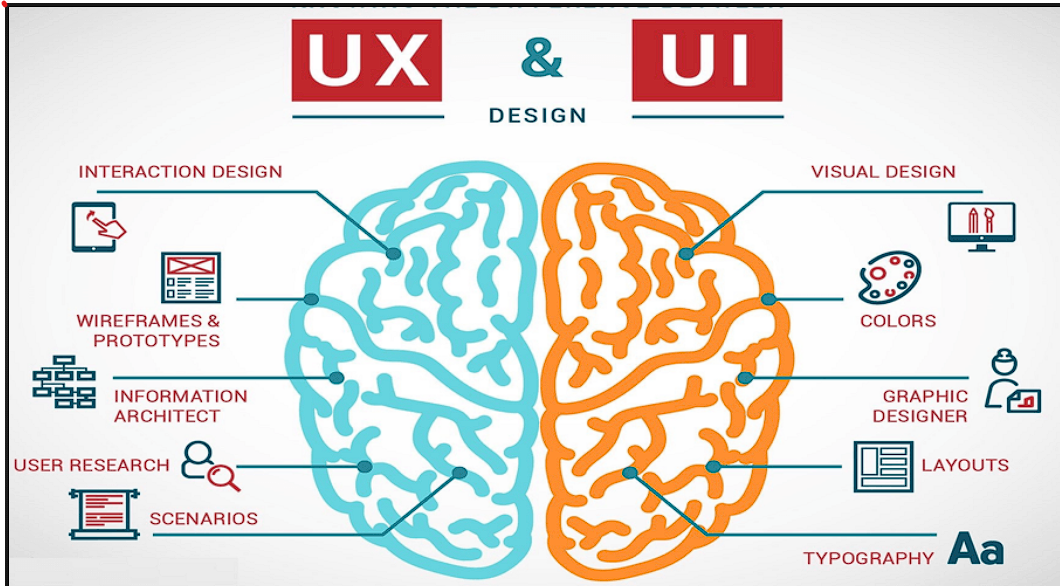 UX & UI
DESIGN
INTERACTION DESIGN
VISUAL DESIGN
WIREFRAMES &
PROTOTYPES
COLORS
INFORMATION
ARCHITECT
GRAPHIC
DESIGNER
USER RESEARCH
LAYOUTS
SCENARIOS
TYPOGRAPHY Aa